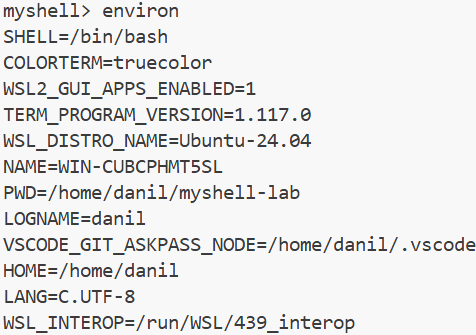 myshell> environ
SHELL=/bin/bash
COLORTERM=truecolor
WSL2_GUI_APPS_ENABLED=1
TERM_PROGRAM_VERSION=1.117.0
WSL_DISTRO_NAME=Ubuntu-24.04
NAME=WIN-CUBCPHMT5SL
PWD=/home/danil/myshell-lab
LOGNAME=danil
VSCODE_GIT_ASKPASS_NODE=/home/danil/.vscode
HOME=/home/danil
LANG=C.UTF-8
WSL_INTEROP=/run/WSL/439_interop